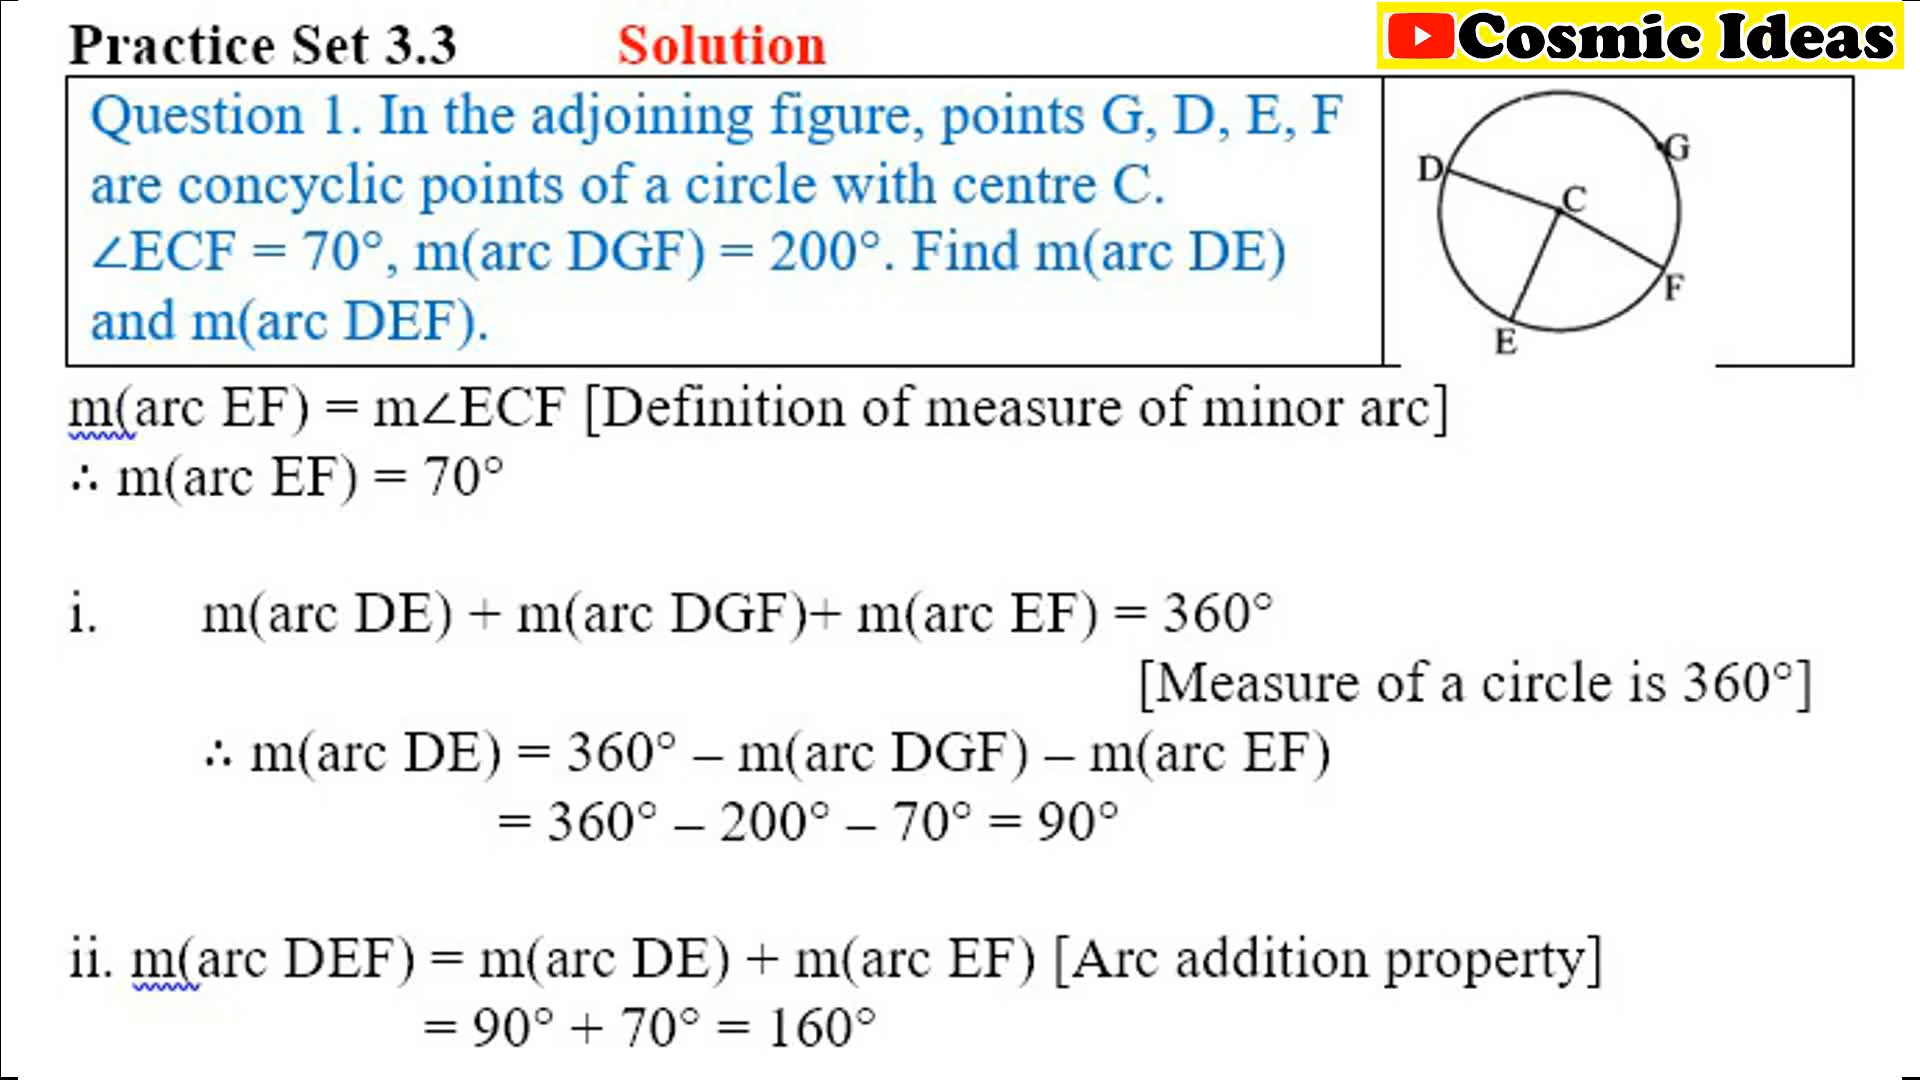 Practice Set 3.3 Solution
Cosmic Ideas
Question 1. In the adjoining figure, points G, D, E, F
are concyclic points of a circle with centre C.
∠ECF = 70°, m(arc DGF) = 200°. Find m(arc DE)
and m(arc DEF).
G
D
C
F
E
m(arc EF) = m∠ECF [Definition of measure of minor arc]
∴ m(arc EF) = 70°
i. m(arc DE) + m(arc DGF)+ m(arc EF) = 360°
[Measure of a circle is 360°]
∴ m(arc DE) = 360° – m(arc DGF) – m(arc EF)
= 360° – 200° – 70° = 90°
ii. m(arc DEF) = m(arc DE) + m(arc EF) [Arc addition property]
= 90° + 70° = 160°